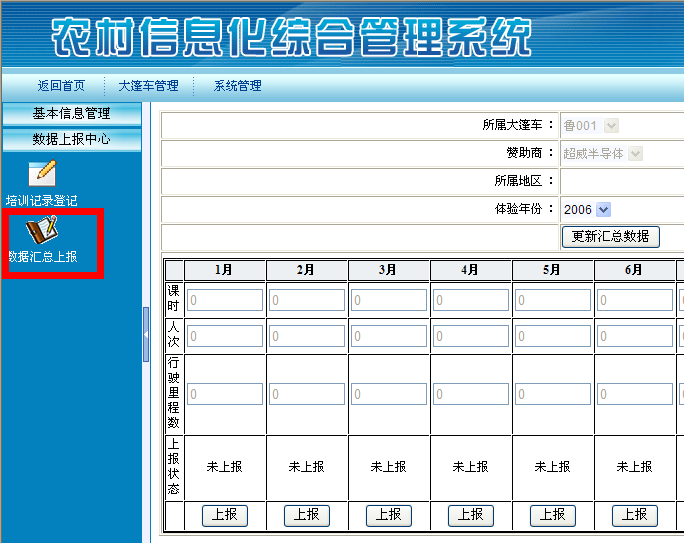 农村信息化综合管理系统
返回首页 大篷车管理 系统管理
基本信息管理
数据上报中心
培训记录登记
数据汇总上报
所属大篷车： 鲁001
赞助商： 超威半导体
所属地区：
体验年份： 2006
更新汇总数据
1月 2月 3月 4月 5月 6月
课时 0 0 0 0 0 0
人次 0 0 0 0 0 0
行驶里程数 0 0 0 0 0 0
上报状态 未上报 未上报 未上报 未上报 未上报 未上报
上报 上报 上报 上报 上报 上报